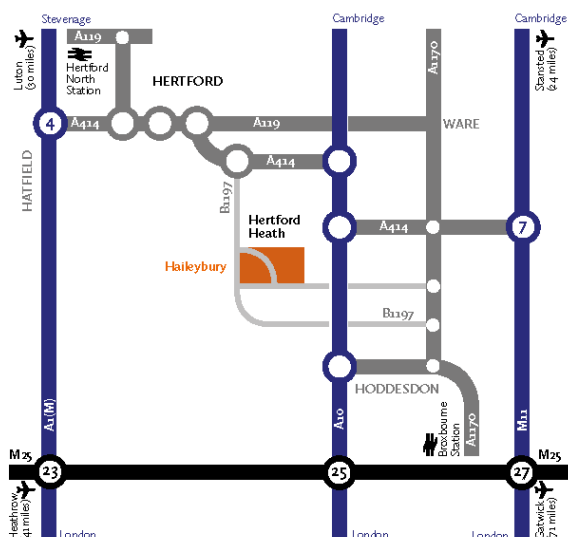 Stevenage
Cambridge
Cambridge
Luton
(30 miles)
A119
Hertford
North
Station
HERTFORD
A1170
Stansted
(24 miles)
4
A414
A119
WARE
HATFIELD
A414
B1197
Hertford
Heath
A414
7
Haileybury
B1197
HODDESDON
A1(M)
A10
Broxbourne
Station
A1170
M11
M25
23
25
27
M25
Heathrow
(41 miles)
Gatwick
(71 miles)
London
London
London